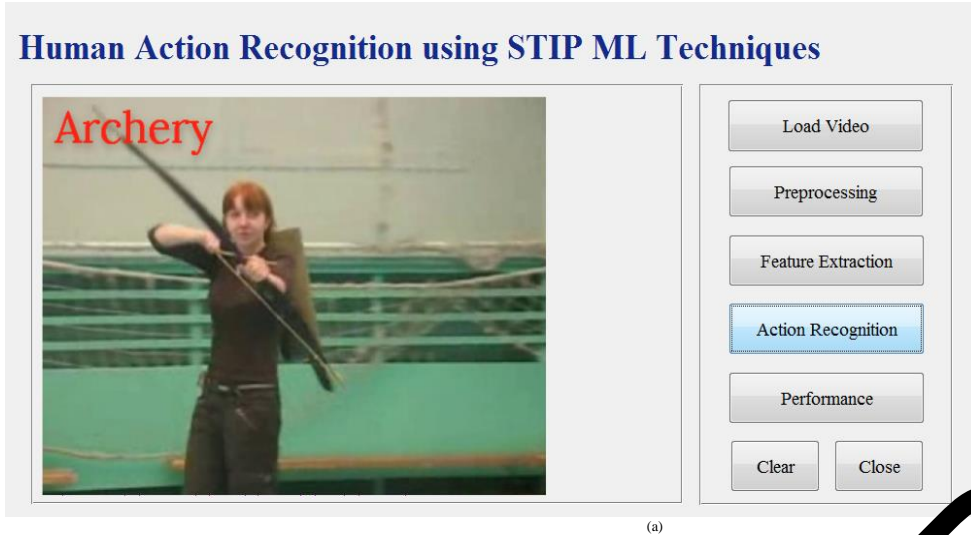 Human Action Recognition using STIP ML Techniques
Archery
Load Video
Preprocessing
Feature Extraction
Action Recognition
Performance
Clear
Close
(a)